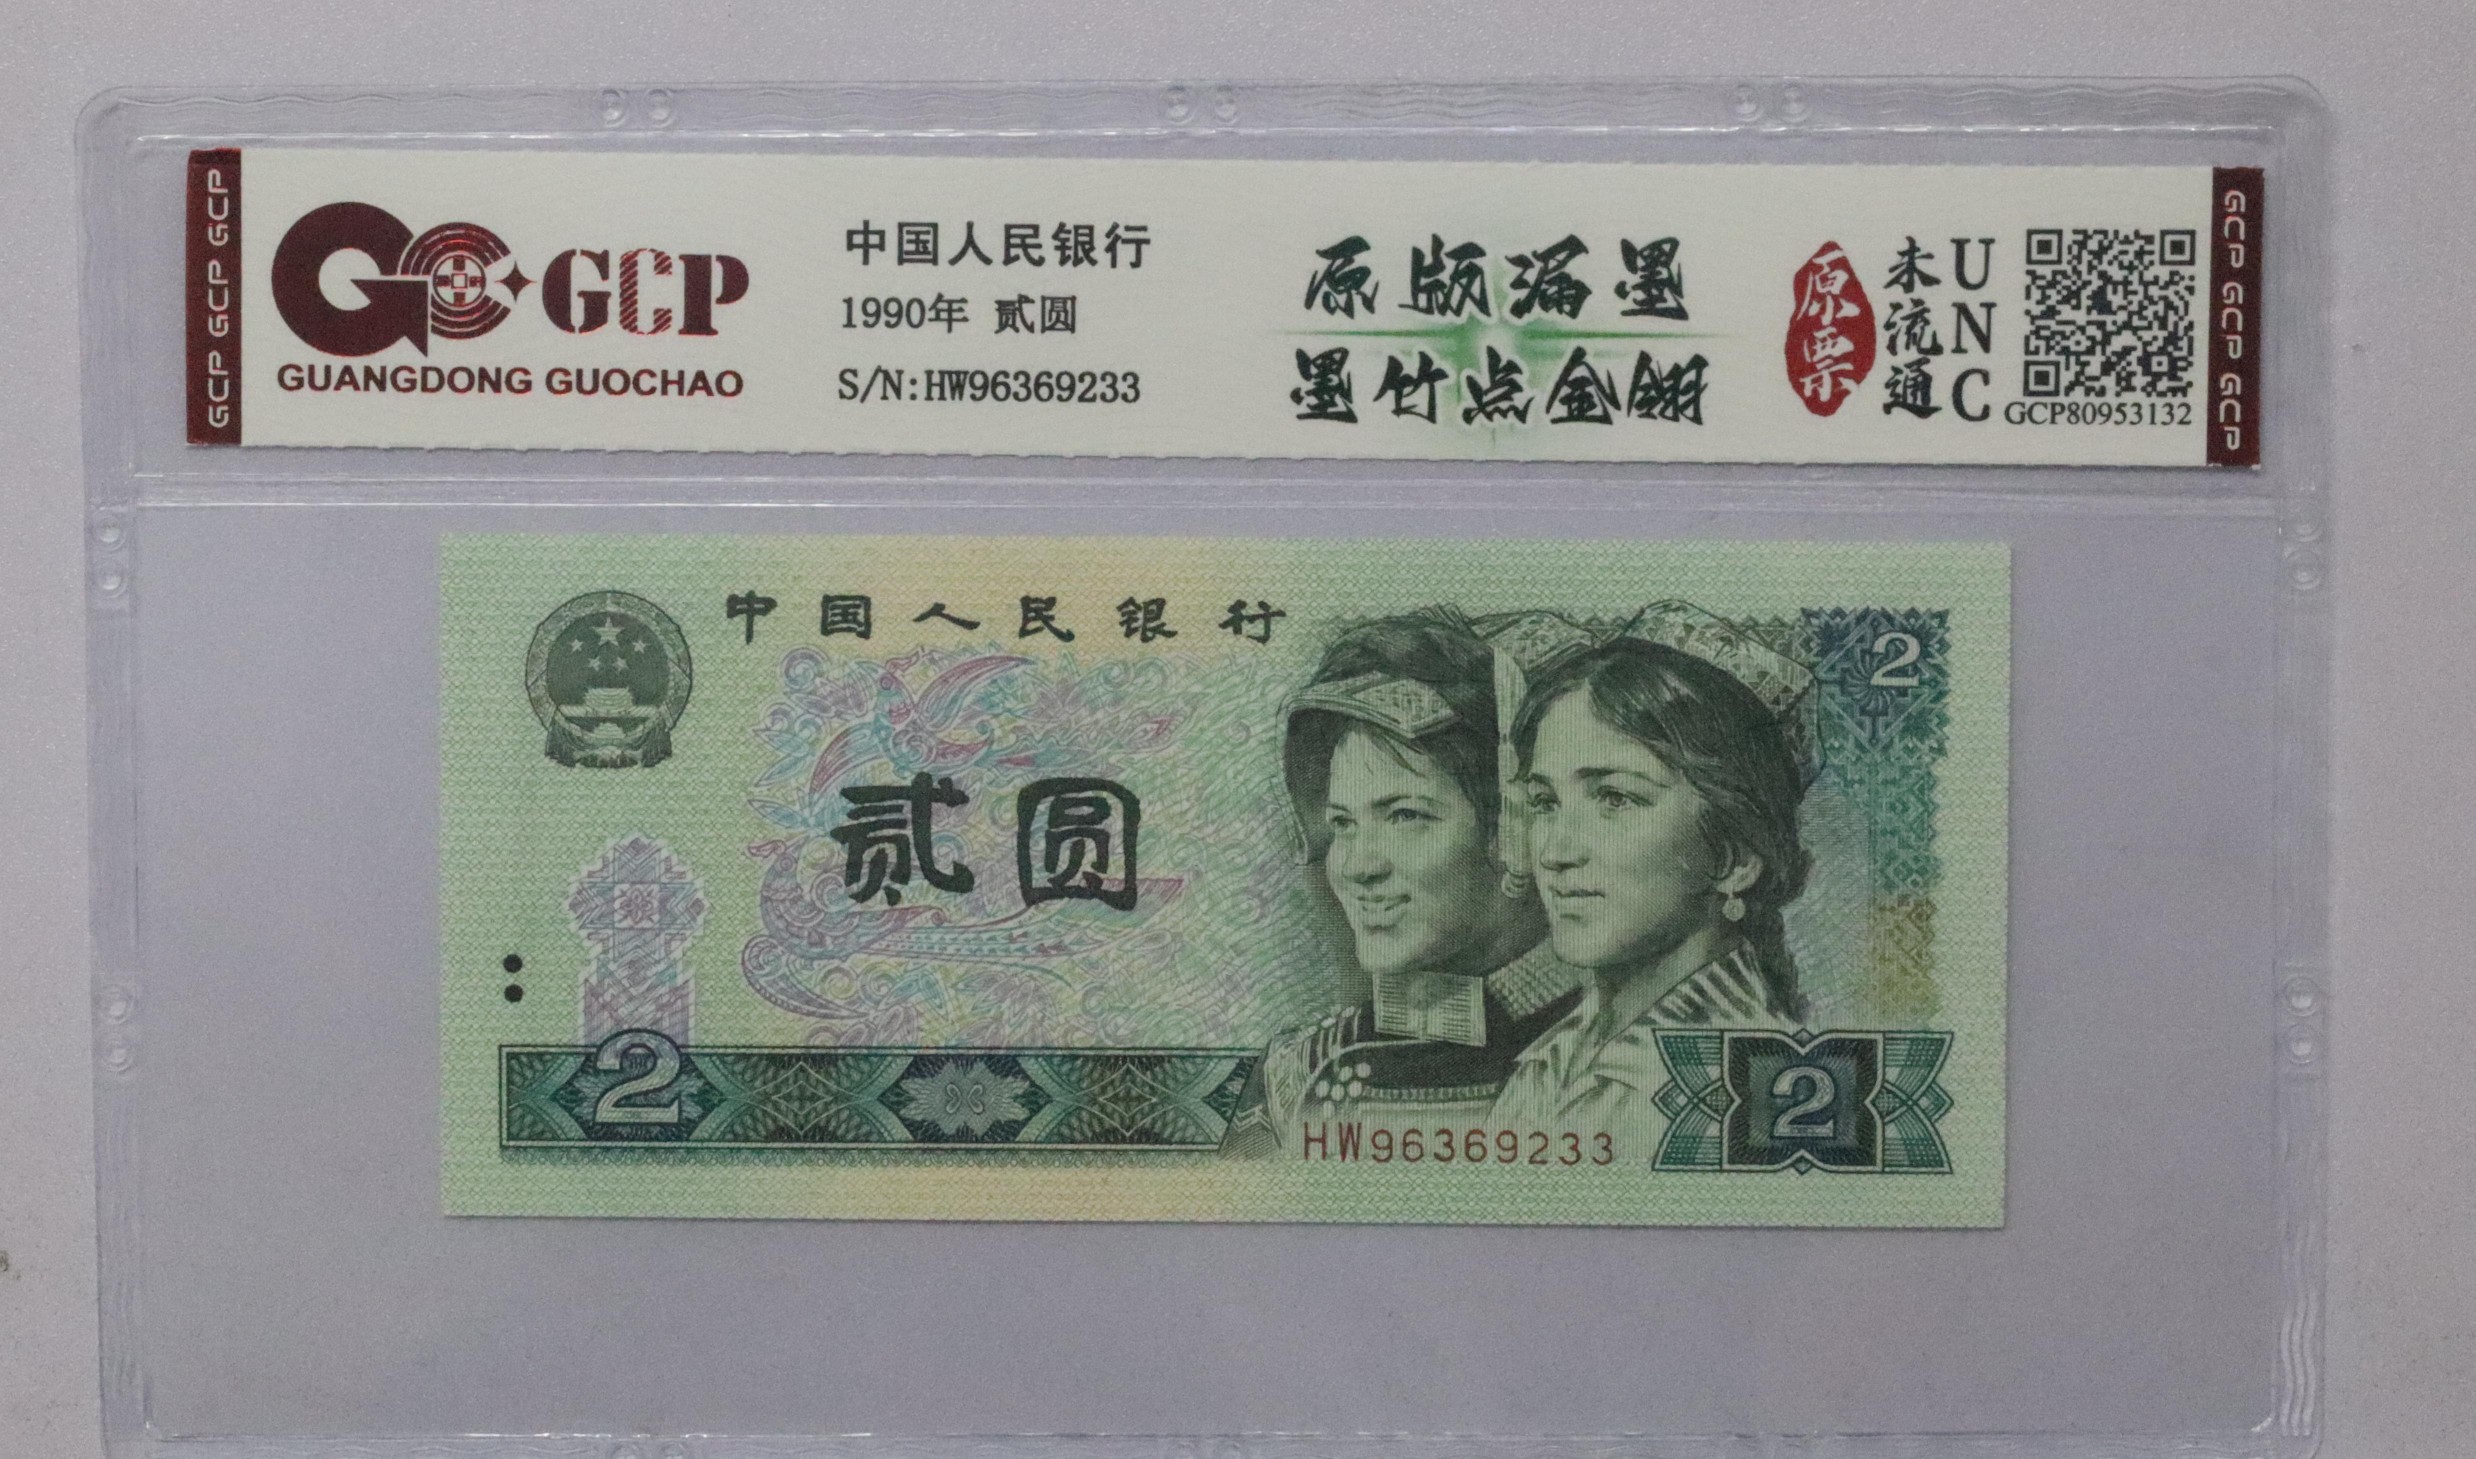 GCP GCP GCP
GCP
GUANGDONG GUOCHAO
中国人民银行
1990年 贰圆
S/N:HW96369233
原版漏墨
墨竹点金翎
原票
未流通
UNC
GCP80953132
GCP GCP GCP
中国人民银行
2
贰圆
2
2
HW96369233